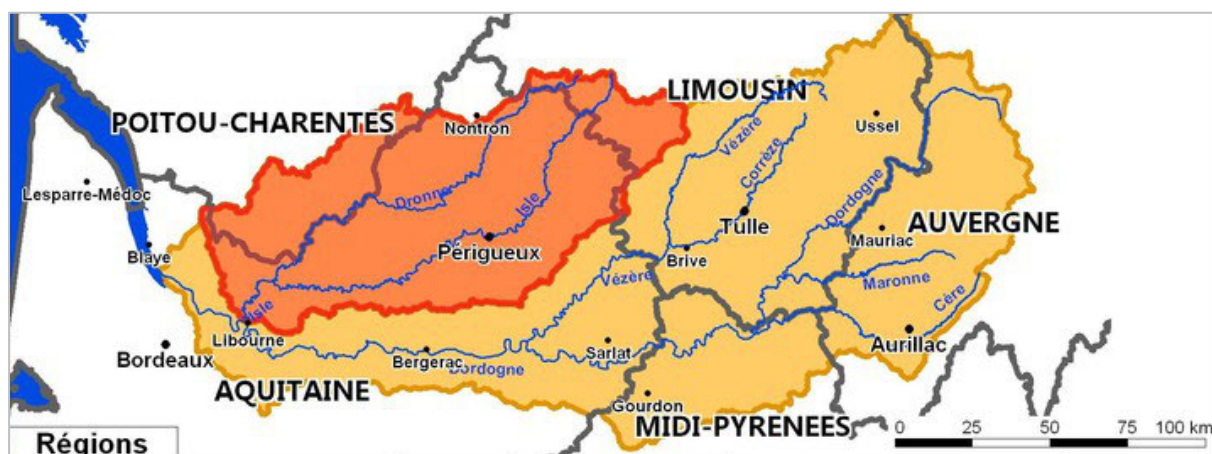 LIMOUSIN
POITOU-CHARENTES
Nontron
Ussel
Vézère
Corrèze
Lesparre-Médoc
Dronne
Isle
Dordogne
Tulle
AUVERGNE
Mauriac
Périgueux
Blaye
Brive
Vézère
Maronne
Cère
Isle
Libourne
Bordeaux
Bergerac
Sarlat
Aurillac
Dordogne
AQUITAINE
Gourdon
MIDI-PYRENEES
0 25 50 75 100 km
Régions